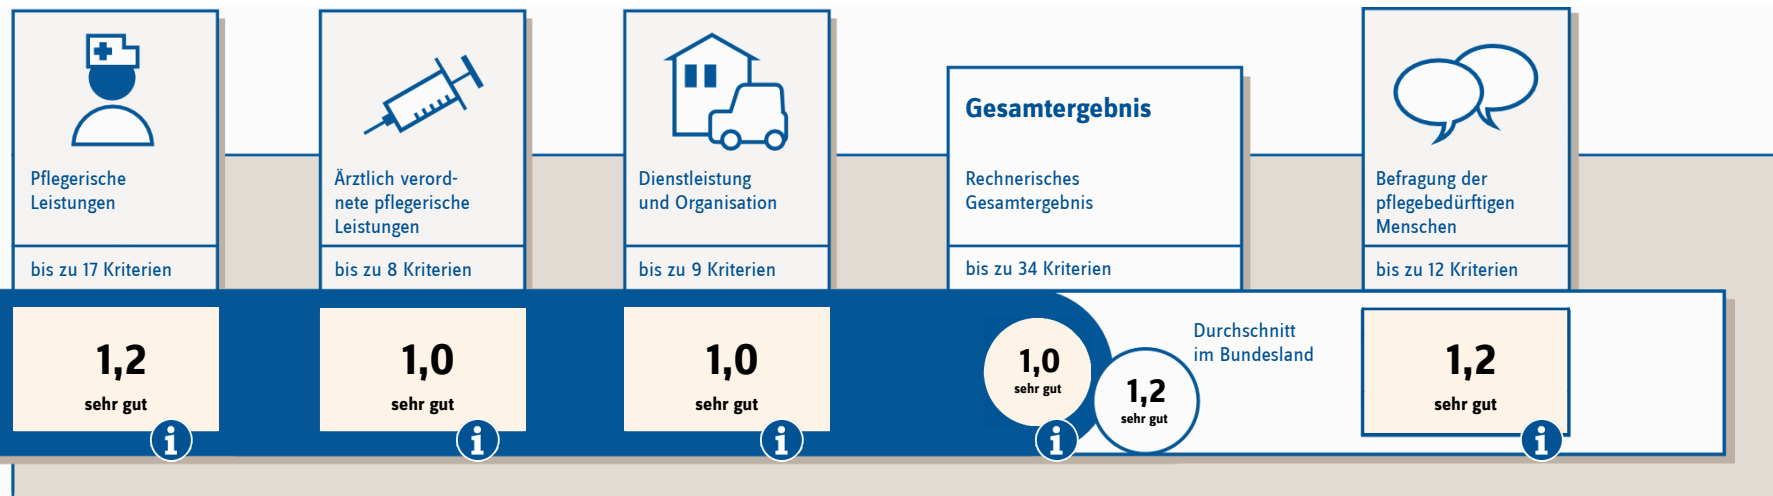 Pflegerische
Leistungen
bis zu 17 Kriterien
1,2
sehr gut
i
Ärztlich verord-
nete pflegerische
Leistungen
bis zu 8 Kriterien
1,0
sehr gut
i
Dienstleistung
und Organisation
bis zu 9 Kriterien
1,0
sehr gut
i
Gesamtergebnis
Rechnerisches
Gesamtergebnis
bis zu 34 Kriterien
1,0
sehr gut
i
1,2
sehr gut
Durchschnitt
im Bundesland
Befragung der
pflegebedürftigen
Menschen
bis zu 12 Kriterien
1,2
sehr gut
i